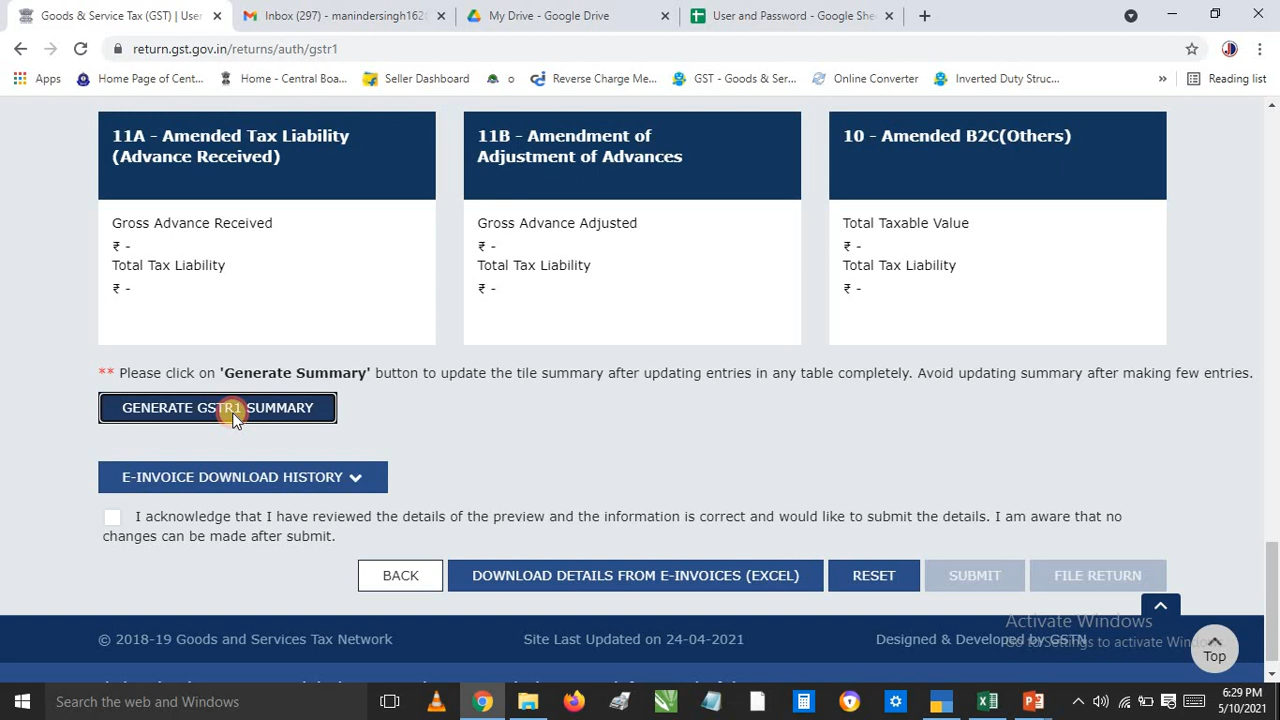 Goods & Services Tax (GST) | User
Inbox (297) - manindersingh162
My Drive - Google Drive
User and Password - Google She
return.gst.gov.in/returns/auth/gstr1
Apps
Home Page of Cent...
Home - Central Boa...
Seller Dashboard
o
Reverse Charge Me...
GST - Goods & Ser...
Online Converter
Inverted Duty Struc...
»
Reading list
11A - Amended Tax Liability (Advance Received)
Gross Advance Received
₹ -
Total Tax Liability
₹ -
11B - Amendment of Adjustment of Advances
Gross Advance Adjusted
₹ -
Total Tax Liability
₹ -
10 - Amended B2C(Others)
Total Taxable Value
₹ -
Total Tax Liability
₹ -
** Please click on 'Generate Summary' button to update the tile summary after updating entries in any table completely. Avoid updating summary after making few entries.
GENERATE GSTR1 SUMMARY
E-INVOICE DOWNLOAD HISTORY
I acknowledge that I have reviewed the details of the preview and the information is correct and would like to submit the details. I am aware that no
changes can be made after submit.
BACK
DOWNLOAD DETAILS FROM E-INVOICES (EXCEL)
RESET
SUBMIT
FILE RETURN
© 2018-19 Goods and Services Tax Network
Site Last Updated on 24-04-2021
Designed & Developed by GSTN
Activate Windows
Go to Settings to activate Windows.
Top
Search the web and Windows
6:29 PM
5/10/2021